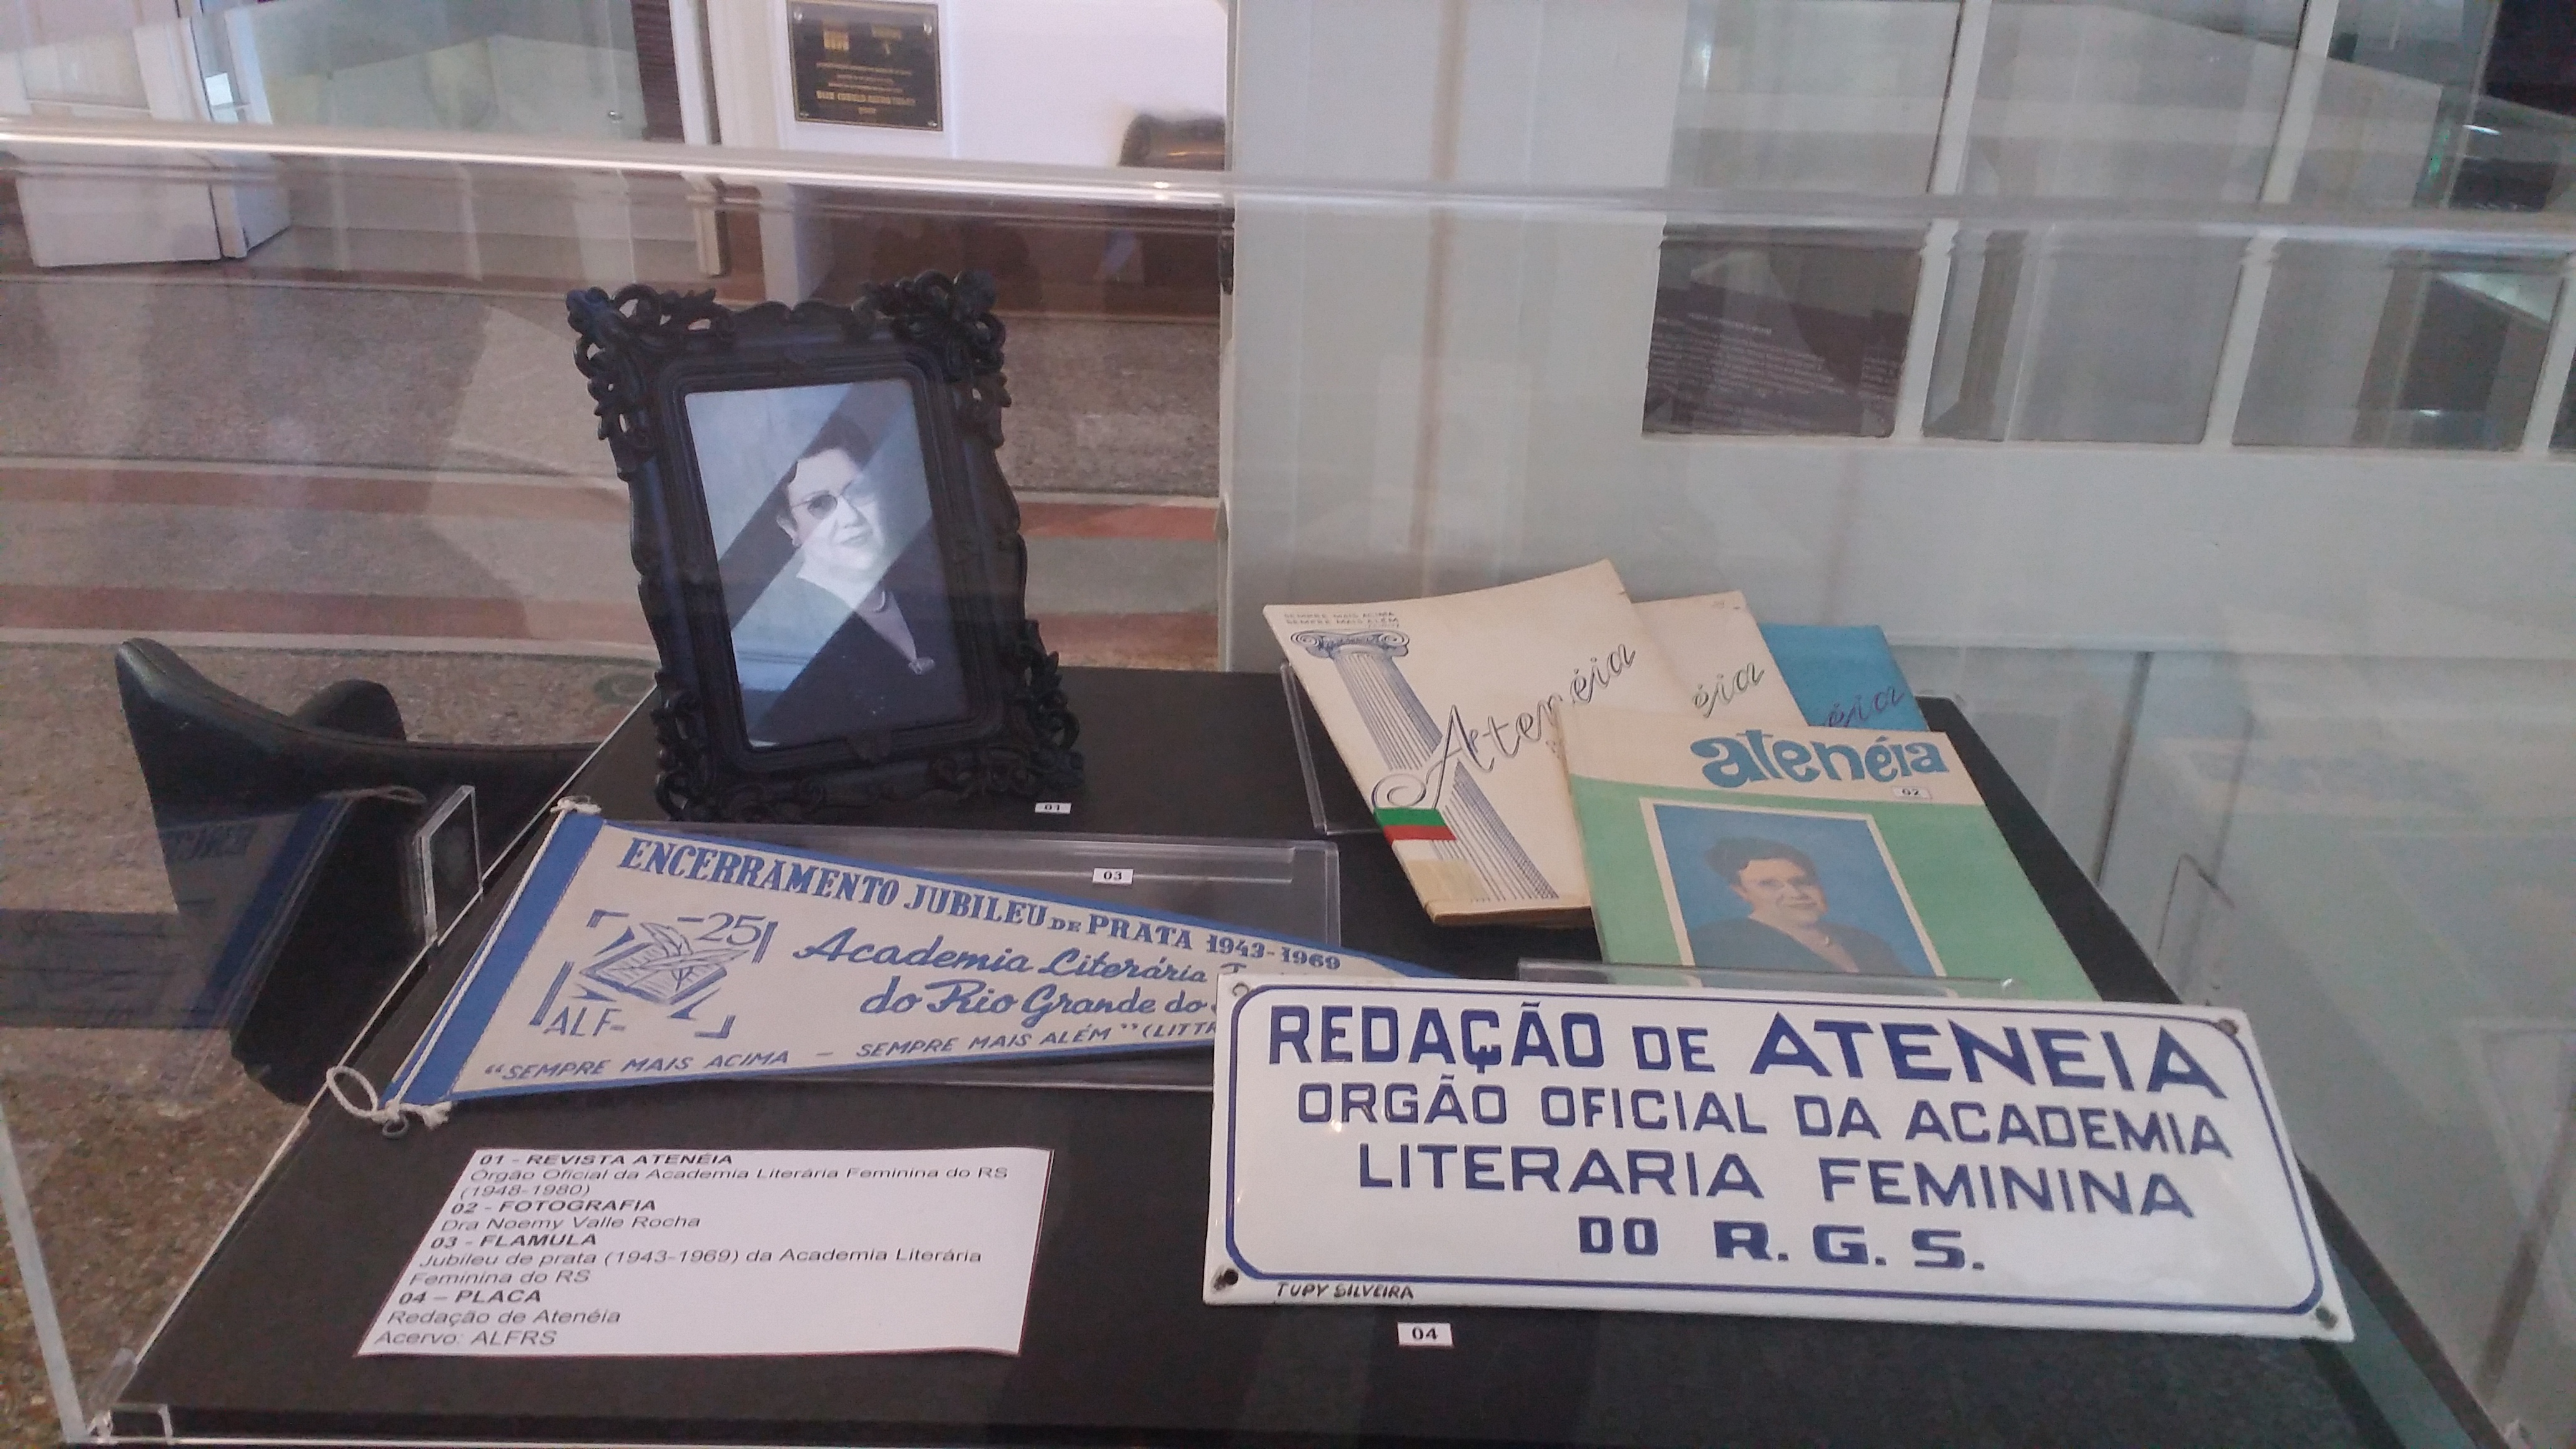 01
SEMPRE MAIS ACIMA
SEMPRE MAIS ALÉM
Atenéia
éia
éia
atenéia
02
03
ENCERRAMENTO JUBILEU DE PRATA 1943-1969
25
ALF
Academia Literária
do Rio Grande do
"SEMPRE MAIS ACIMA - SEMPRE MAIS ALÉM" (LITTR
REDAÇÃO DE ATENEIA
ORGÃO OFICIAL DA ACADEMIA
LITERARIA FEMININA
DO R. G. S.
TUPY SILVEIRA
04
01 - REVISTA ATENÉIA
Órgão Oficial da Academia Literária Feminina do RS
(1948-1980)
02 - FOTOGRAFIA
Dra Noemy Valle Rocha
03 - FLAMULA
Jubileu de prata (1943-1969) da Academia Literária
Feminina do RS
04 – PLACA
Redação de Atenéia
Acervo: ALFRS